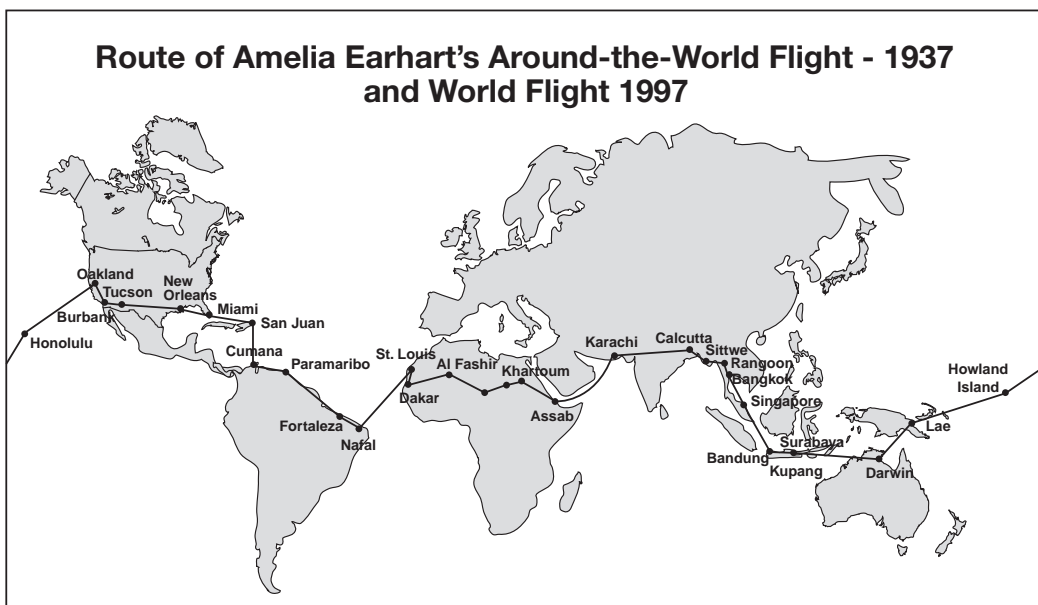 Route of Amelia Earhart's Around-the-World Flight - 1937
and World Flight 1997
Oakland
Tucson
New
Orleans
Burbank
Miami
San Juan
Honolulu
Cumana
Paramaribo
St. Louis
Al Fashir
Khartoum
Karachi
Calcutta
Sittwe
Rangoon
Bangkok
Howland
Island
Dakar
Assab
Singapore
Fortaleza
Nafal
Lae
Surabaya
Bandung
Kupang
Darwin